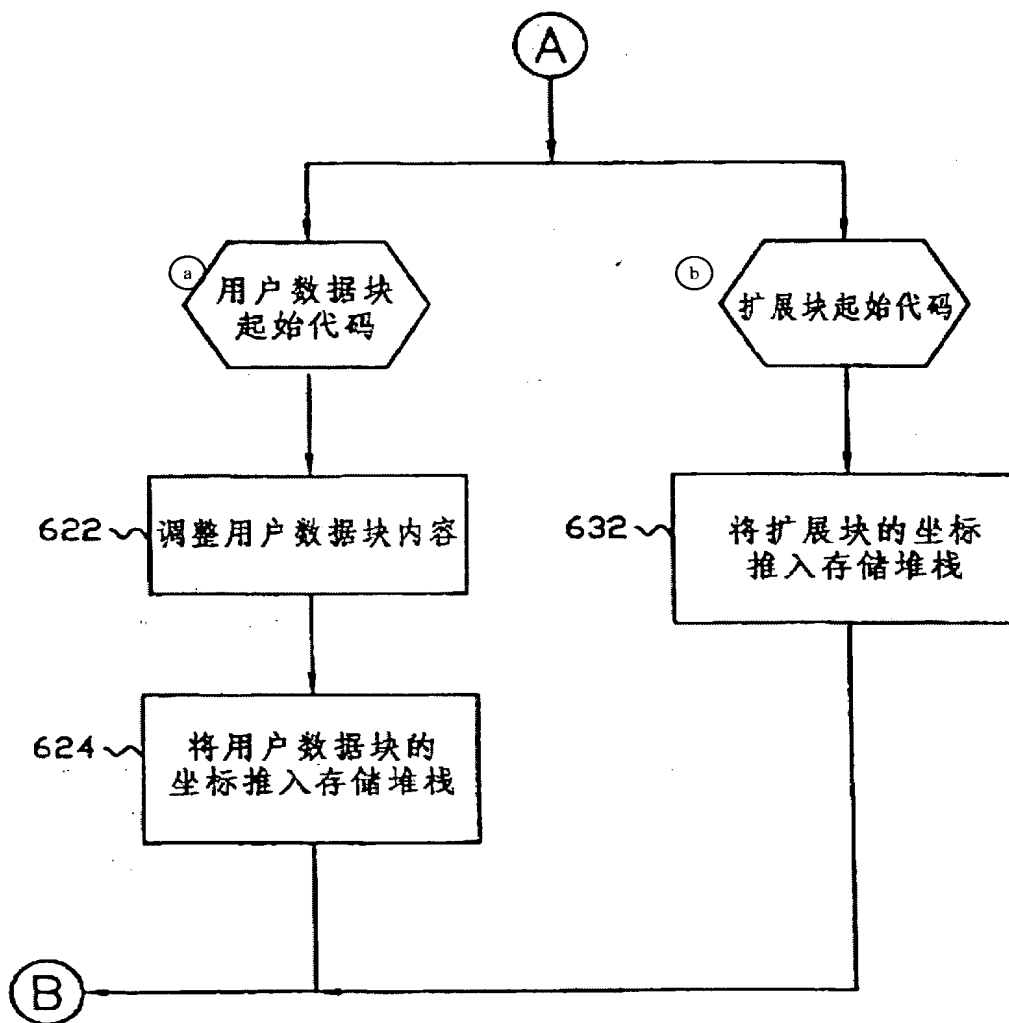 A
a
用户数据块
起始代码
b
扩展块起始代码
622
调整用户数据块内容
632
将扩展块的坐标
推入存储堆栈
624
将用户数据块的
坐标推入存储堆栈
B